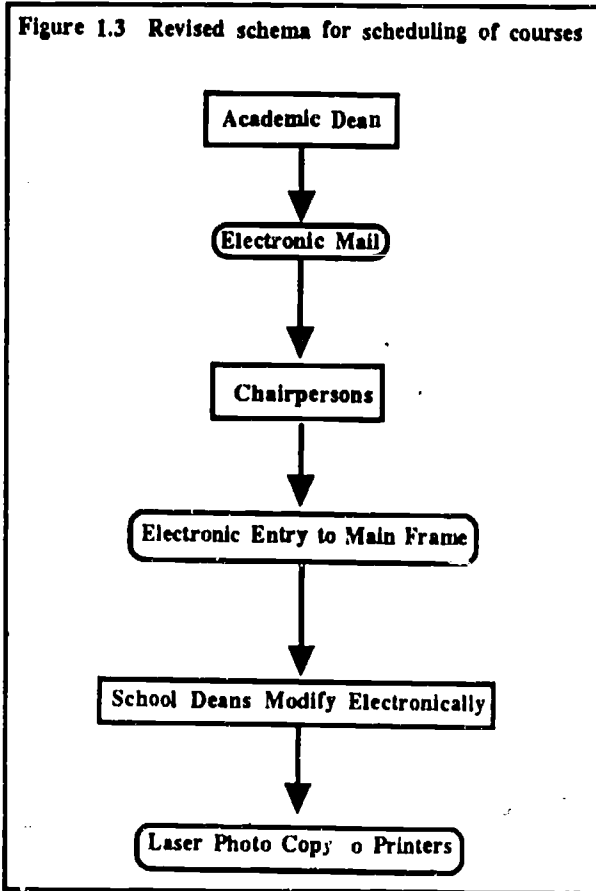 Figure 1.3 Revised schema for scheduling of courses
Academic Dean
Electronic Mail
Chairpersons
Electronic Entry to Main Frame
School Deans Modify Electronically
Laser Photo Copy o Printers